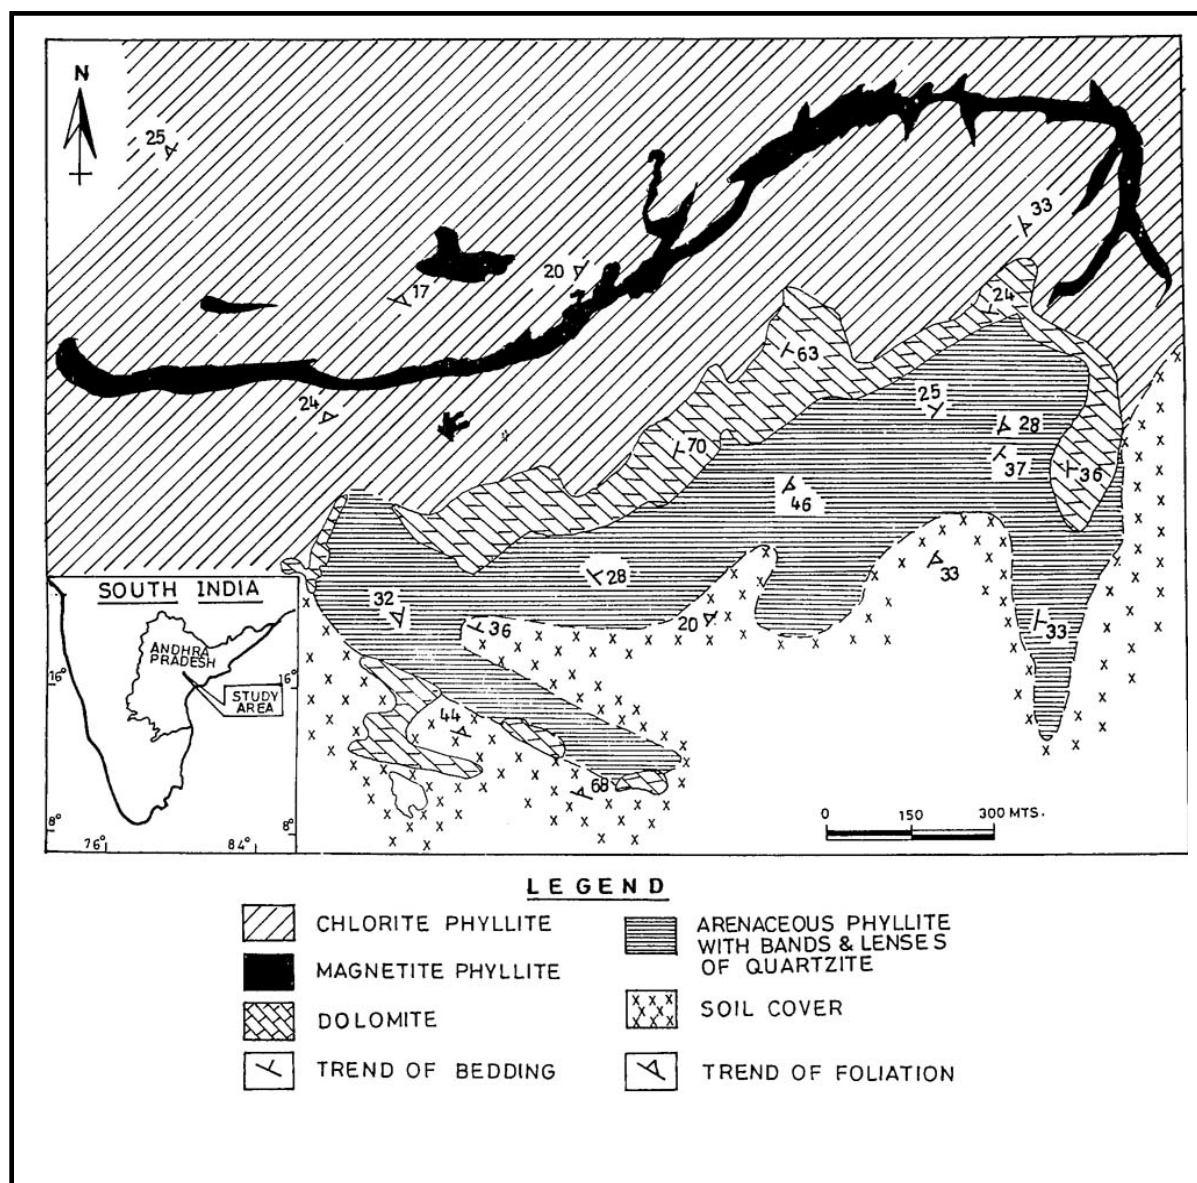 N
25
33
20
17
24
63
24
25
28
37
36
70
46
28
33
32
36
20
33
44
68
SOUTH INDIA
ANDHRA
PRADESH
STUDY
AREA
16°
16°
8°
8°
76°
84°
0 150 300 MTS.
LEGEND
CHLORITE PHYLLITE
MAGNETITE PHYLLITE
DOLOMITE
TREND OF BEDDING
ARENACEOUS PHYLLITE
WITH BANDS & LENSES
OF QUARTZITE
SOIL COVER
TREND OF FOLIATION